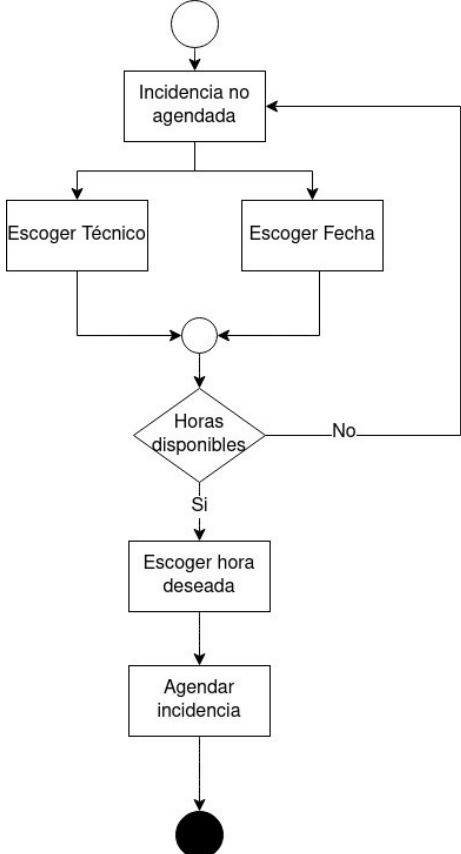 Incidencia no
agendada
Escoger Técnico
Escoger Fecha
Horas
disponibles
No
Si
Escoger hora
deseada
Agendar
incidencia